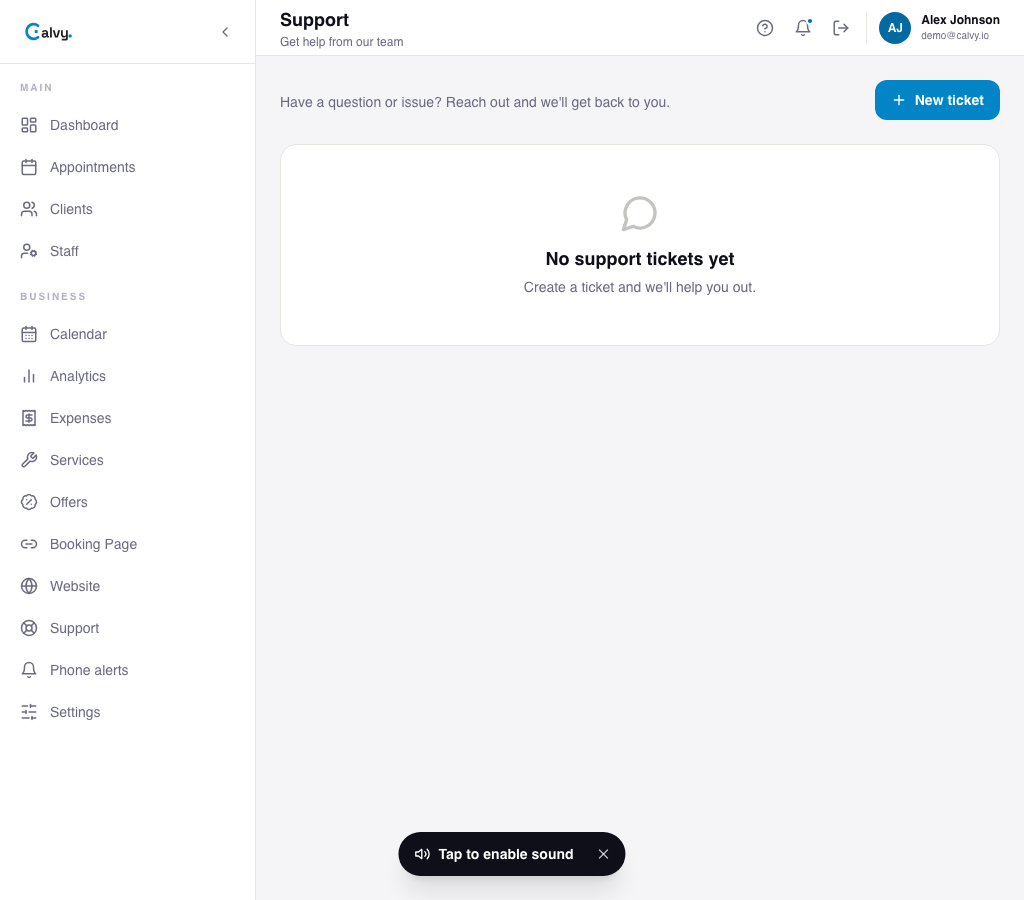 Calvy.
MAIN
Dashboard
Appointments
Clients
Staff
BUSINESS
Calendar
Analytics
Expenses
Services
Offers
Booking Page
Website
Support
Phone alerts
Settings
Support
Get help from our team
AJ
Alex Johnson
demo@calvy.io
Have a question or issue? Reach out and we'll get back to you.
New ticket
No support tickets yet
Create a ticket and we'll help you out.
Tap to enable sound